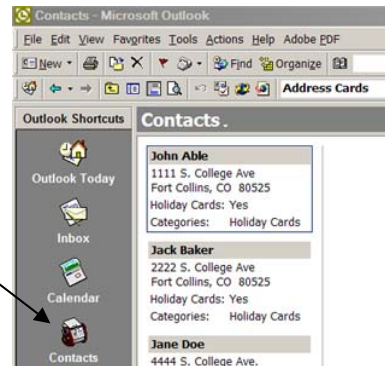 Contacts - Microsoft Outlook
File Edit View Favorites Tools Actions Help Adobe PDF
New Find Organize
Address Cards
Outlook Shortcuts
Contacts .
Outlook Today
Inbox
Calendar
Contacts
John Able
1111 S. College Ave
Fort Collins, CO 80525
Holiday Cards: Yes
Categories: Holiday Cards
Jack Baker
2222 S. College Ave
Fort Collins, CO 80525
Holiday Cards: Yes
Categories: Holiday Cards
Jane Doe
4444 S. College Ave.